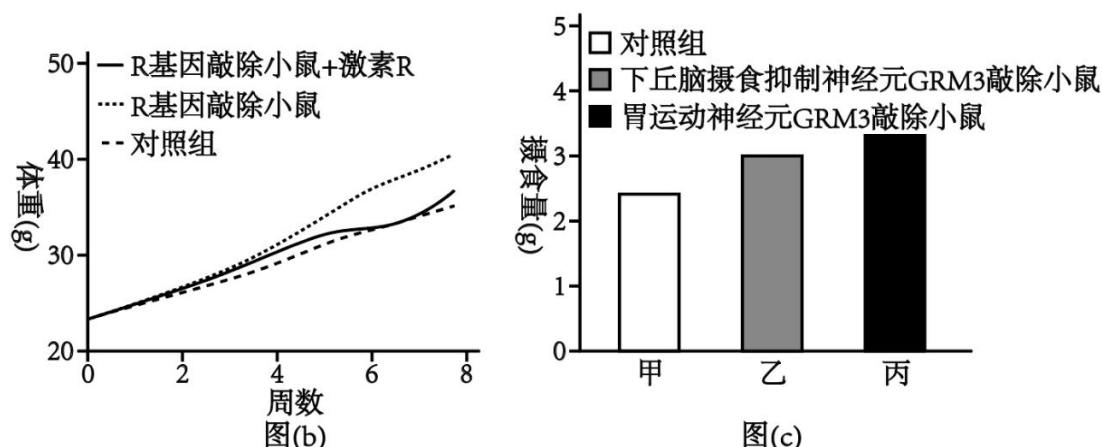 50
40
30
20
体重(g)
R基因敲除小鼠+激素R
R基因敲除小鼠
对照组
0 2 4 6 8
周数
图(b)
5
4
3
2
1
0
摄食量(g)
对照组
下丘脑摄食抑制神经元GRM3敲除小鼠
胃运动神经元GRM3敲除小鼠
甲 乙 丙
图(c)